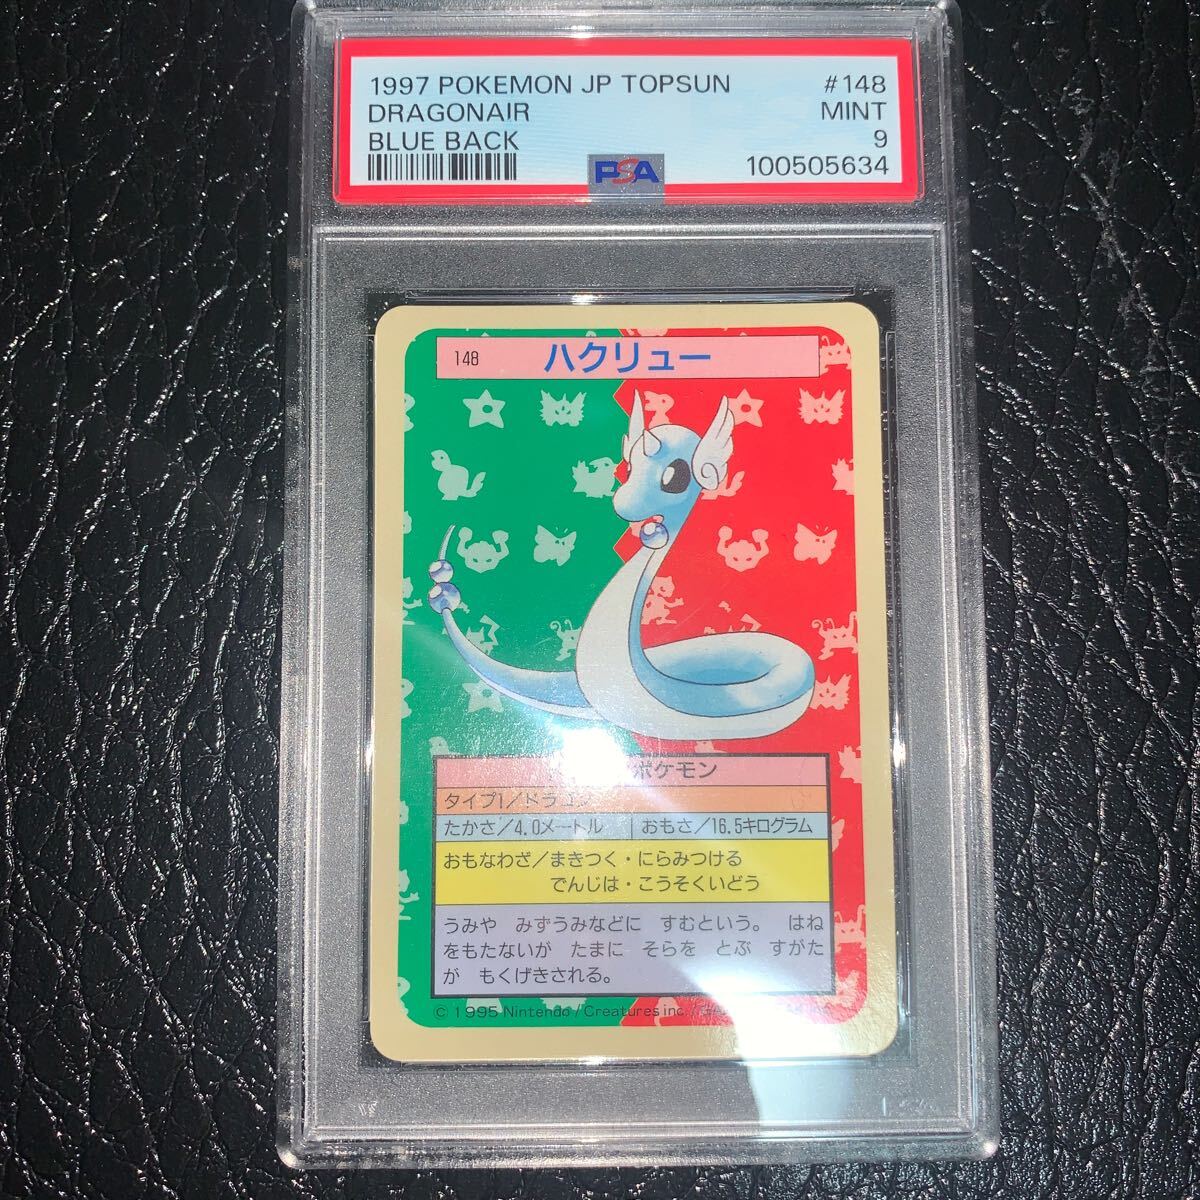 1997 POKEMON JP TOPSUN #148
DRAGONAIR MINT
BLUE BACK 9
PSA 100505634
148 ハクリュー
ポケモン
タイプ1/ドラゴン
たかさ/4.0メートル おもさ/16.5キログラム
おもなわざ/まきつく・にらみつける
でんじは・こうそくいどう
うみや みずうみなどに すむという。 はね
をもたないが たまに そらを とぶ すがた
が もくげきされる。
© 1995 Nintendo/Creatures inc./